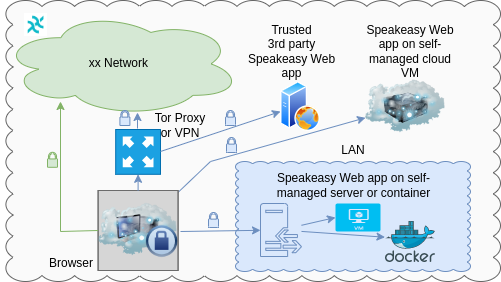 xx Network
Trusted
3rd party
Speakeasy Web
app
Speakeasy Web
app on self-
managed cloud
VM
Tor Proxy
or VPN
LAN
Speakeasy Web app on self-
managed server or container
VM
docker
Browser